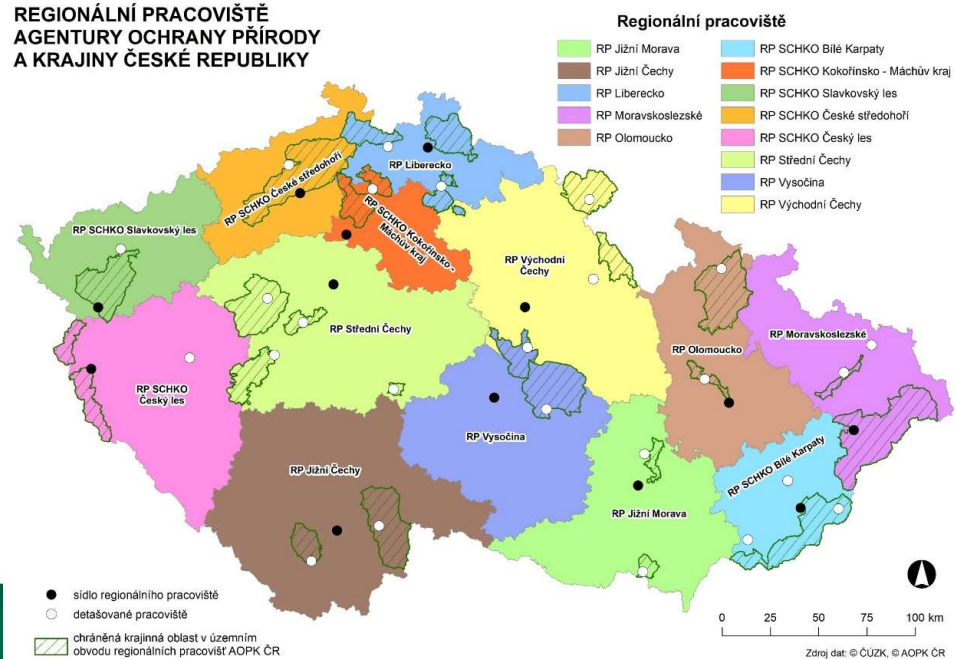 REGIONÁLNÍ PRACOVIŠTĚ
AGENTURY OCHRANY PŘÍRODY
A KRAJINY ČESKÉ REPUBLIKY
Regionální pracoviště
RP Jižní Morava
RP Jižní Čechy
RP Liberecko
RP Moravskoslezské
RP Olomoucko
RP SCHKO Bílé Karpaty
RP SCHKO Kokořínsko - Máchův kraj
RP SCHKO Slavkovský les
RP SCHKO České středohoří
RP SCHKO Český les
RP Střední Čechy
RP Vysočina
RP Východní Čechy
RP Liberecko
RP SCHKO České středohoří
RP SCHKO Kokořínsko -
Máchův kraj
RP SCHKO Slavkovský les
RP Východní
Čechy
RP Střední Čechy
RP Moravskoslezské
RP Olomoucko
RP SCHKO
Český les
RP Vysočina
RP SCHKO Bílé Karpaty
RP Jižní Čechy
RP Jižní Morava
sídlo regionálního pracoviště
detašované pracoviště
chráněná krajinná oblast v územním
obvodu regionálních pracovišť AOPK ČR
0 25 50 75 100 km
Zdroj dat: © ČÚZK, © AOPK ČR